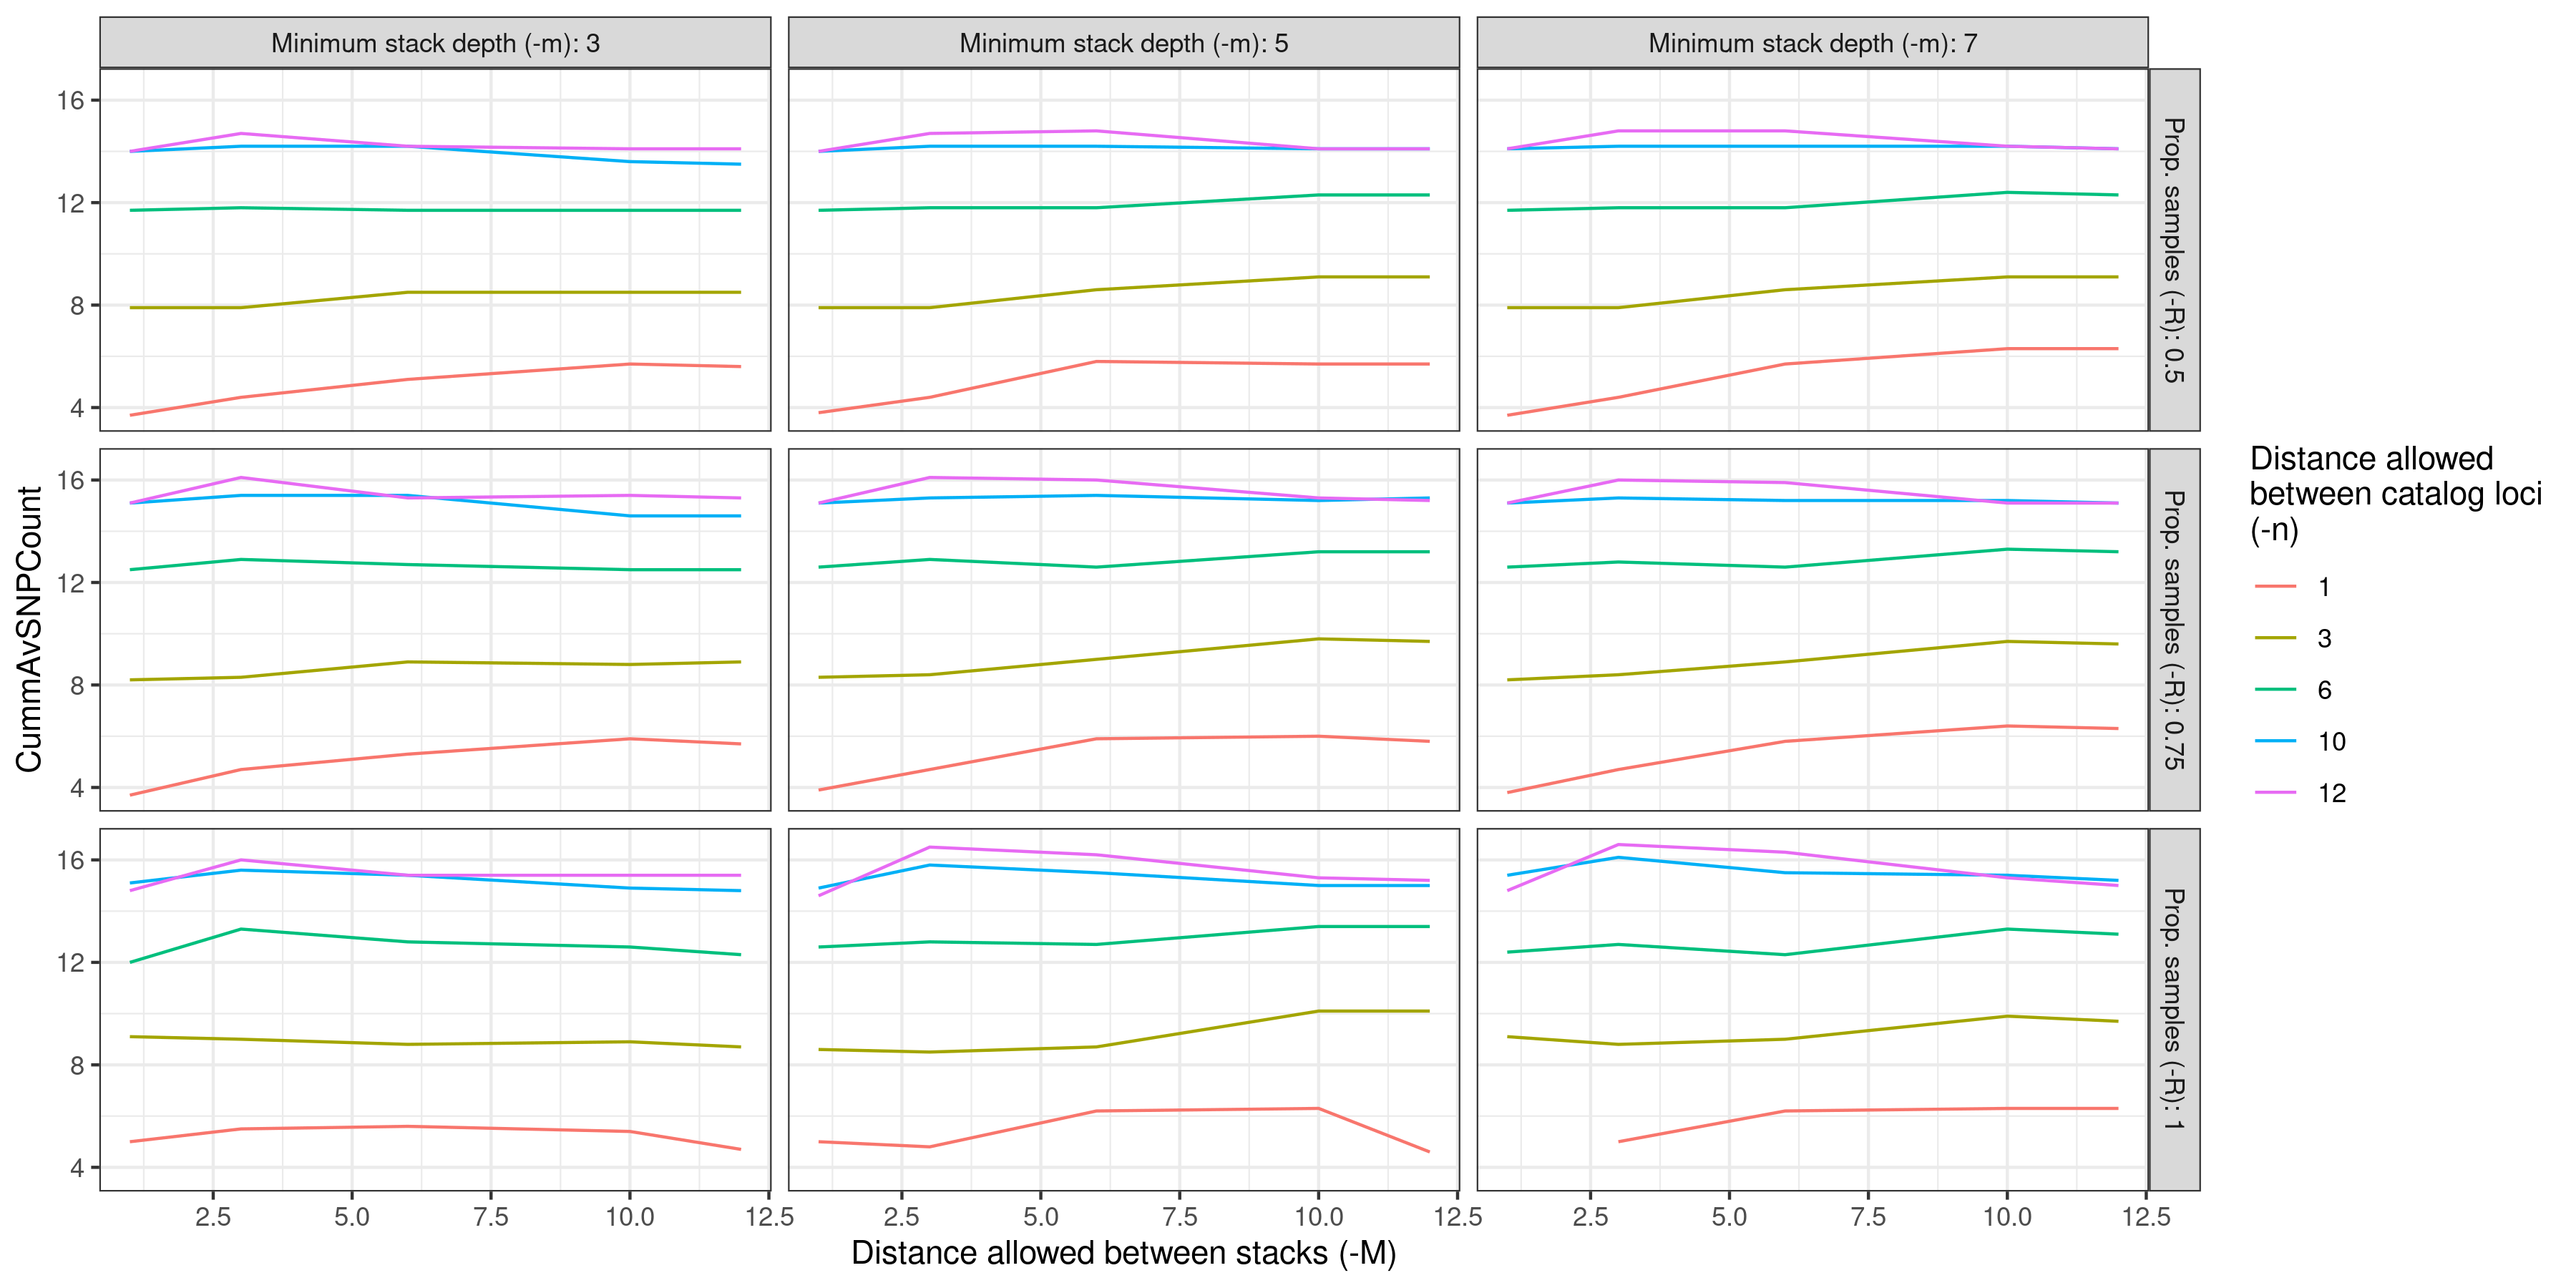 Minimum stack depth (-m): 3
Minimum stack depth (-m): 5
Minimum stack depth (-m): 7
16
12
8
4
Prop. samples (-R): 0.5
16
12
8
4
Prop. samples (-R): 0.75
16
12
8
4
Prop. samples (-R): 1
CummAvSNPCount
2.5 5.0 7.5 10.0 12.5
2.5 5.0 7.5 10.0 12.5
2.5 5.0 7.5 10.0 12.5
Distance allowed between stacks (-M)
Distance allowed
between catalog loci
(-n)
1
3
6
10
12